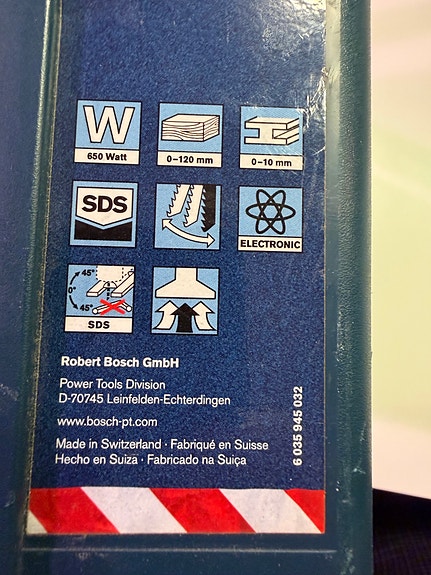 W
650 Watt
0–120 mm
0–10 mm
SDS
ELECTRONIC
45°
0°
45°
SDS
Robert Bosch GmbH
Power Tools Division
D-70745 Leinfelden-Echterdingen
www.bosch-pt.com
Made in Switzerland · Fabriqué en Suisse
Hecho en Suiza · Fabricado na Suiça
6 035 945 032